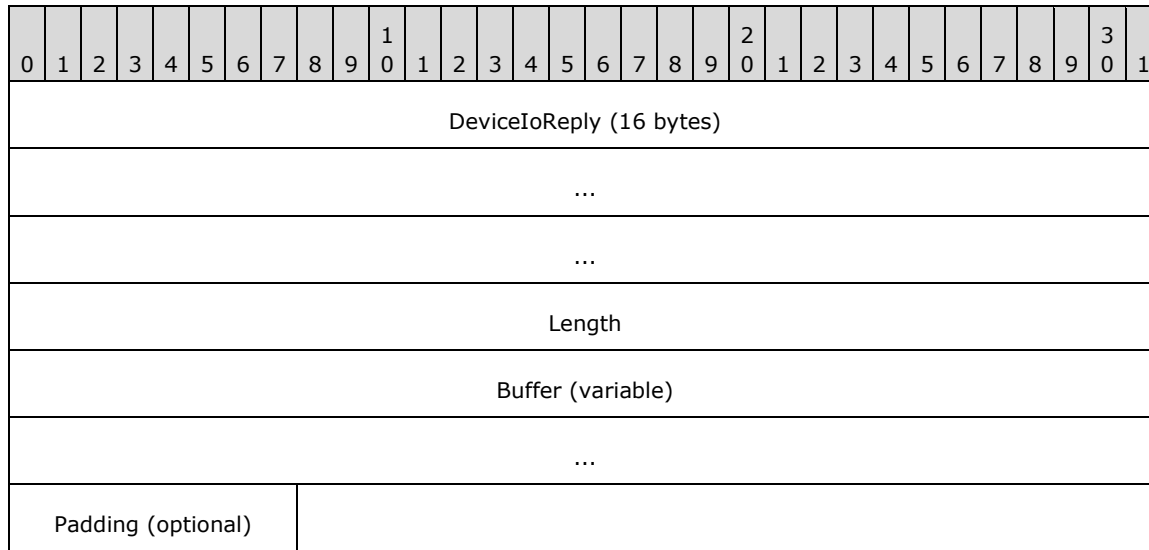 1 2 3
0 1 2 3 4 5 6 7 8 9 0 1 2 3 4 5 6 7 8 9 0 1 2 3 4 5 6 7 8 9 0 1
DeviceIoReply (16 bytes)
...
...
Length
Buffer (variable)
...
Padding (optional)